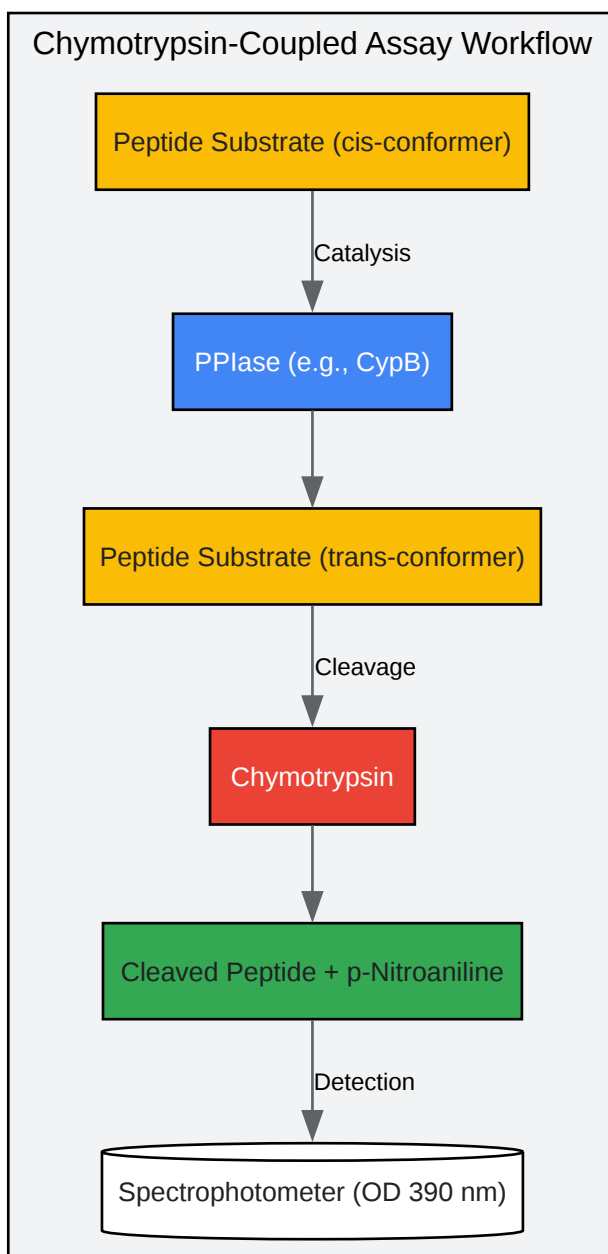 Chymotrypsin-Coupled Assay Workflow
Peptide Substrate (cis-conformer)
Catalysis
PPIase (e.g., CypB)
Peptide Substrate (trans-conformer)
Cleavage
Chymotrypsin
Cleaved Peptide + p-Nitroaniline
Detection
Spectrophotometer (OD 390 nm)